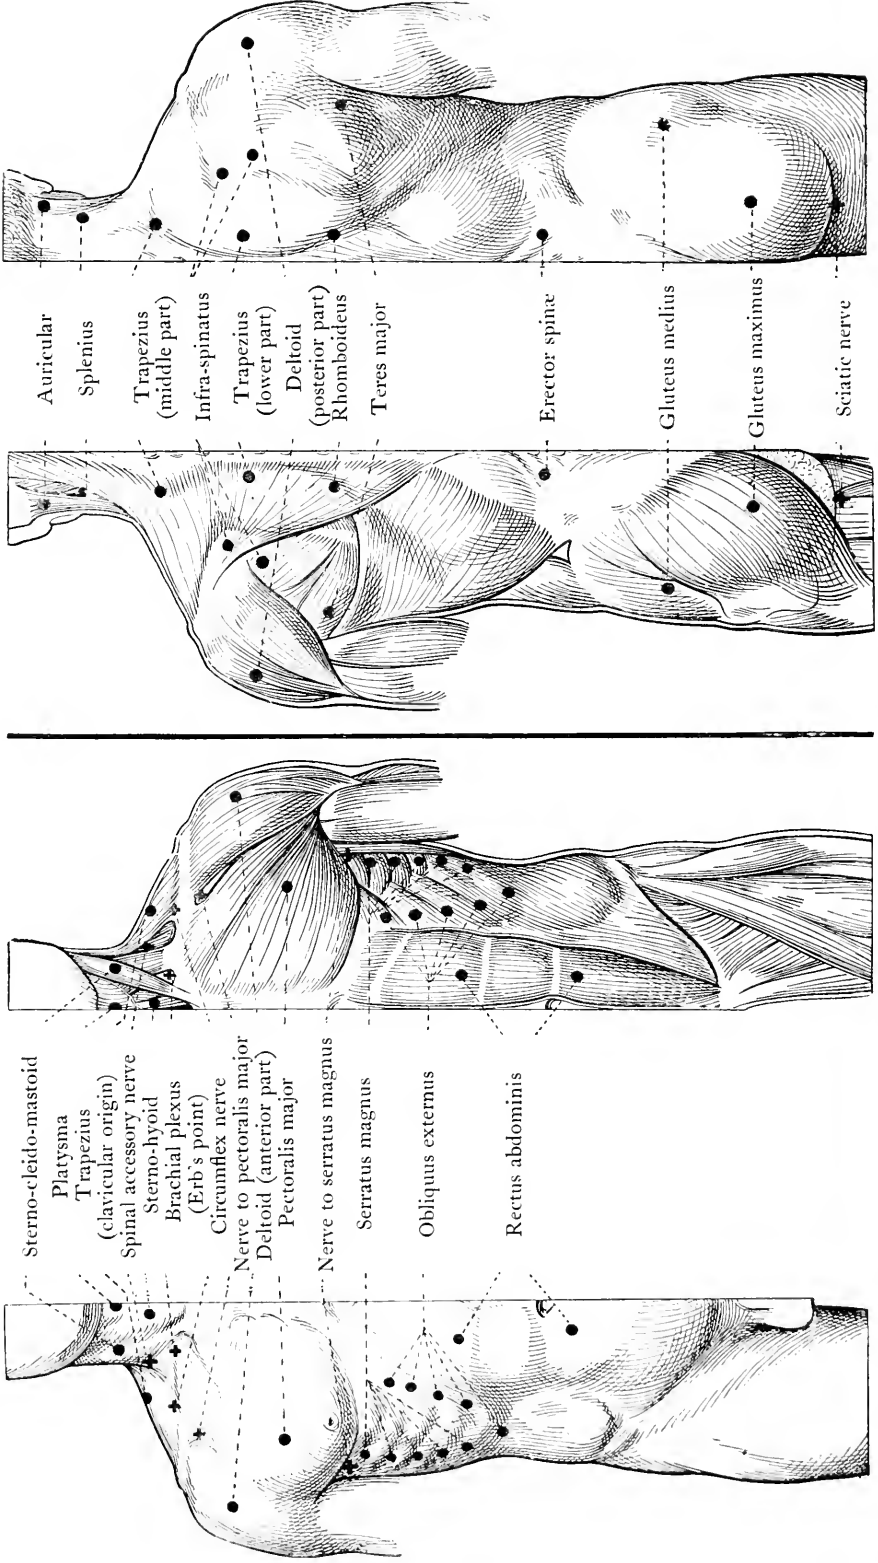 Auricular
Splenius
Trapezius
(middle part)
Infra-spinatus
Trapezius
(lower part)
Deltoid
(posterior part)
Rhomboideus
Teres major
Erector spinæ
Gluteus medius
Gluteus maximus
Sciatic nerve
Sterno-cleido-mastoid
Platysma
Trapezius
(clavicular origin)
Spinal accessory nerve
Sterno-hyoid
Brachial plexus
(Erb's point)
Circumflex nerve
Nerve to pectoralis major
Deltoid (anterior part)
Pectoralis major
Nerve to serratus magnus
Serratus magnus
Obliquus externus
Rectus abdominis